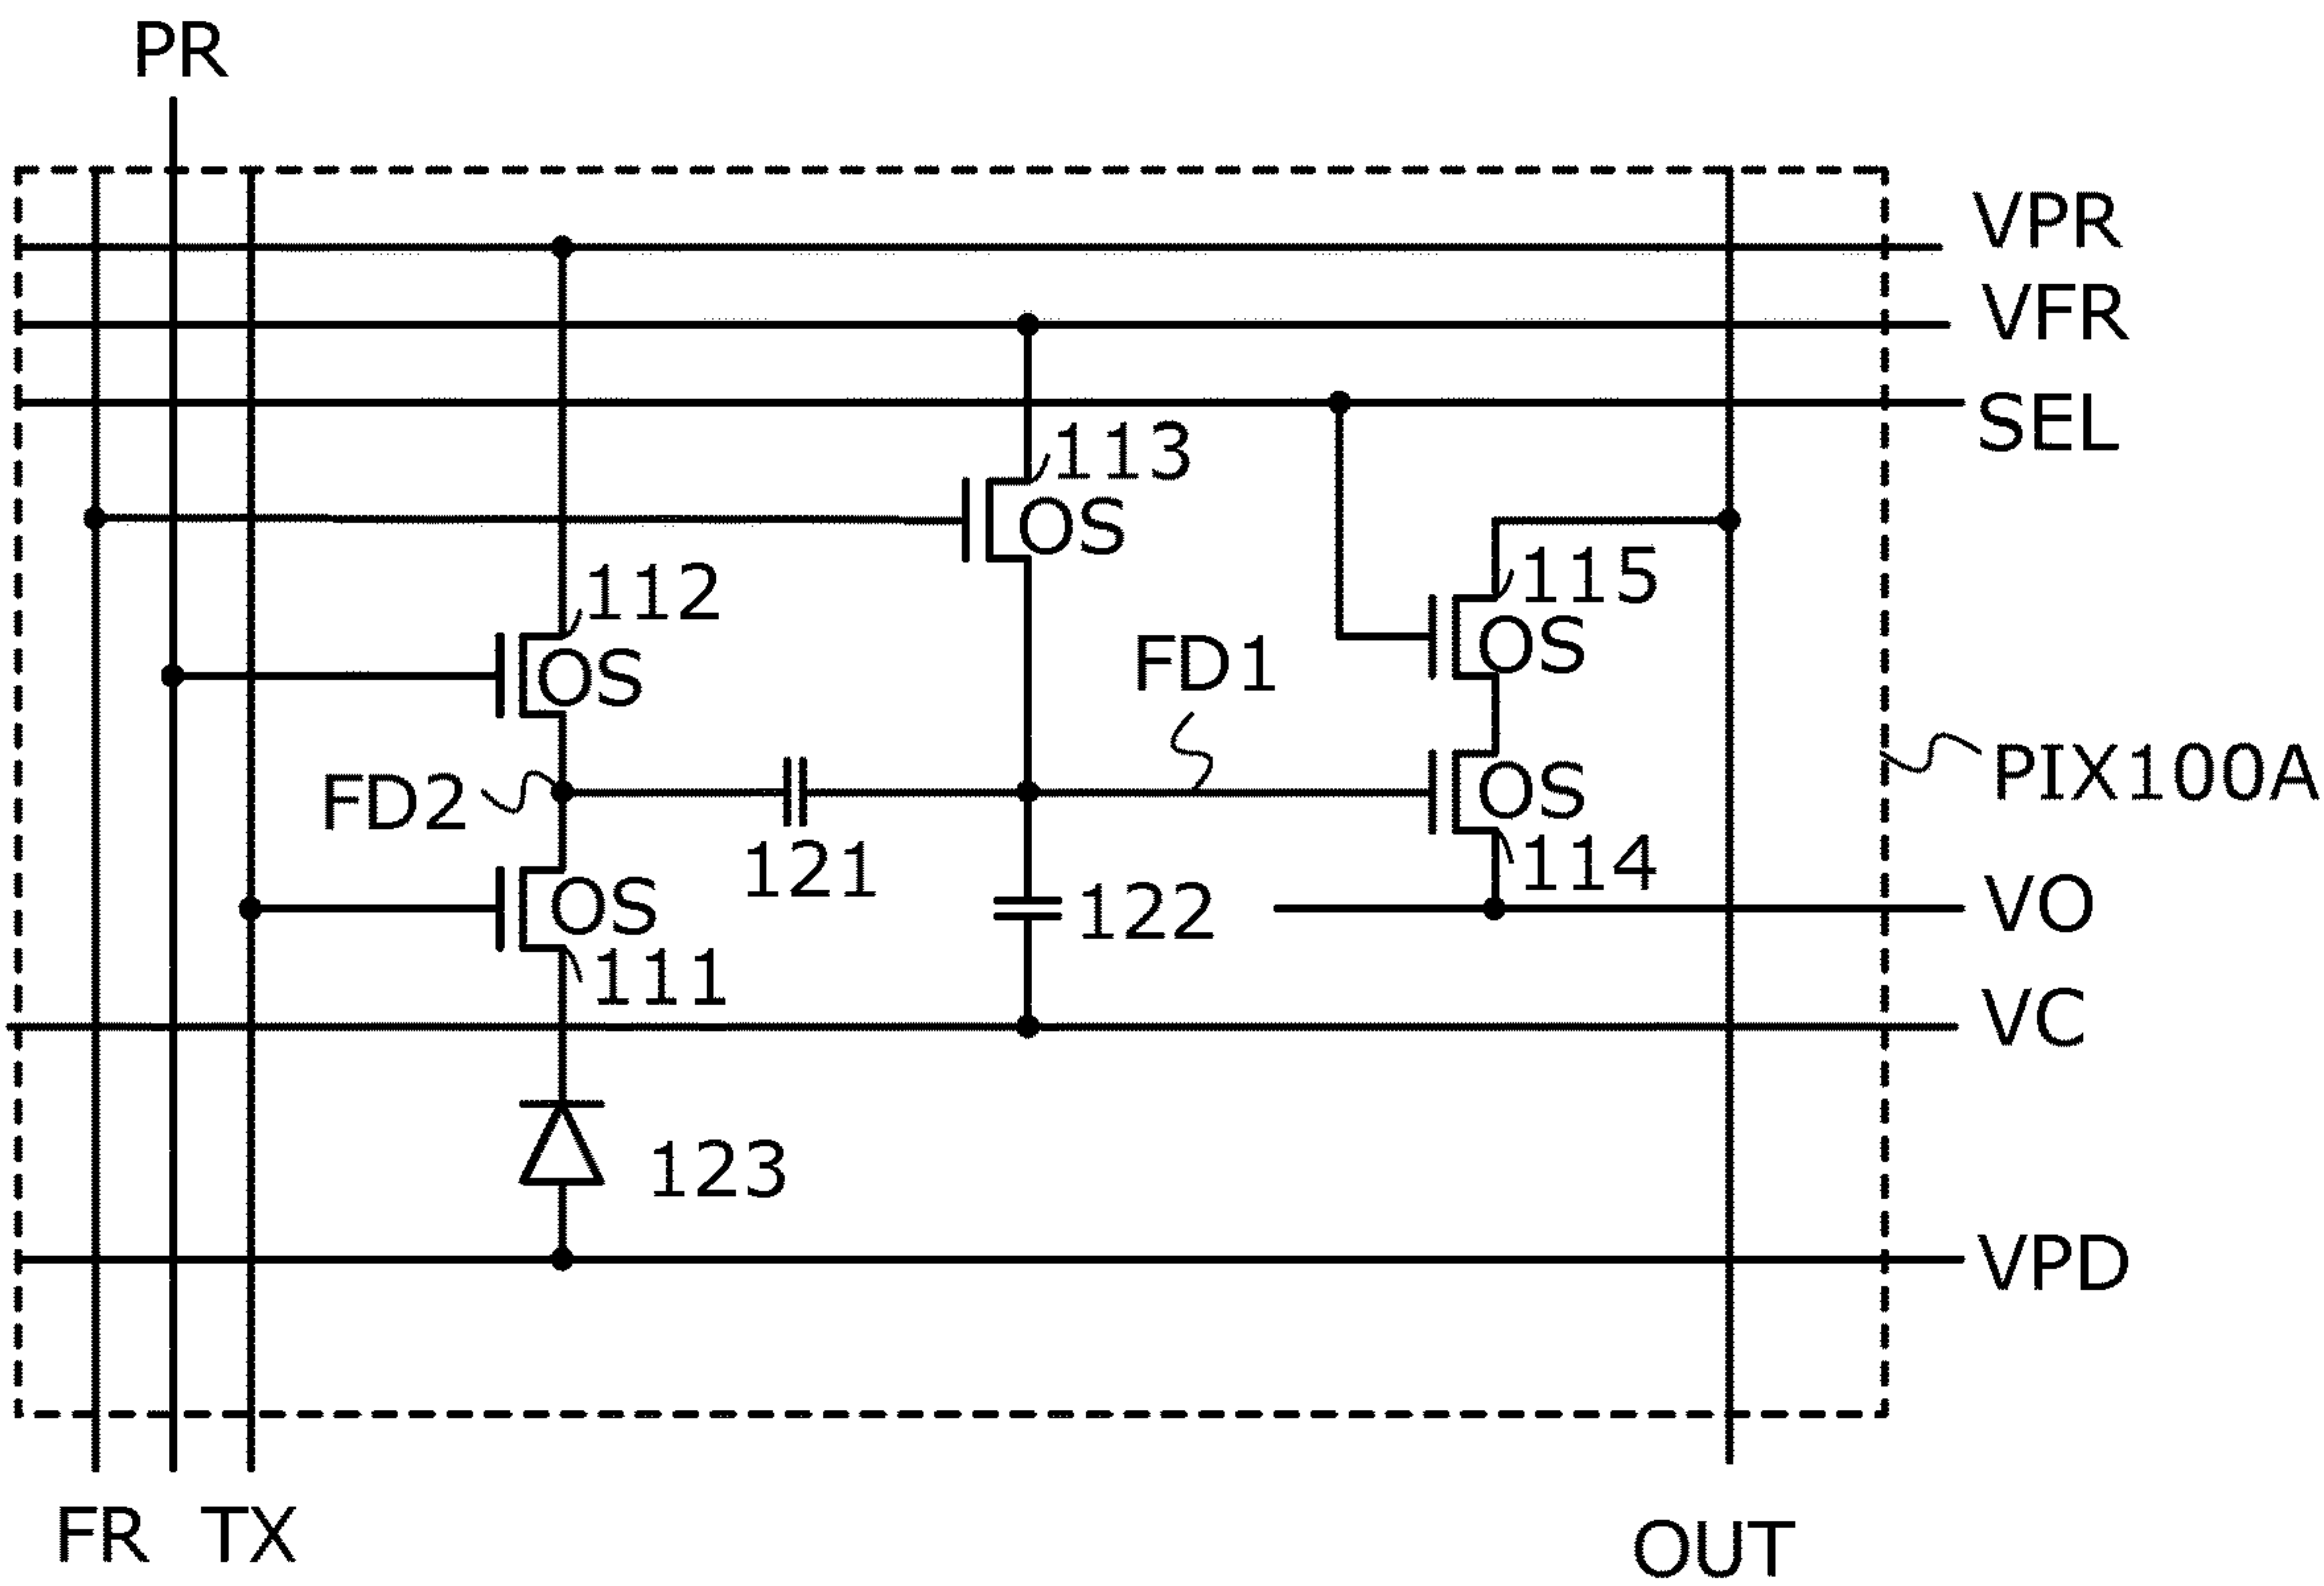 PR
VPR
VFR
SEL
113
OS
112
OS
115
OS
FD1
FD2
OS
PIX100A
121
OS
114
122
VO
111
VC
123
VPD
FR
TX
OUT